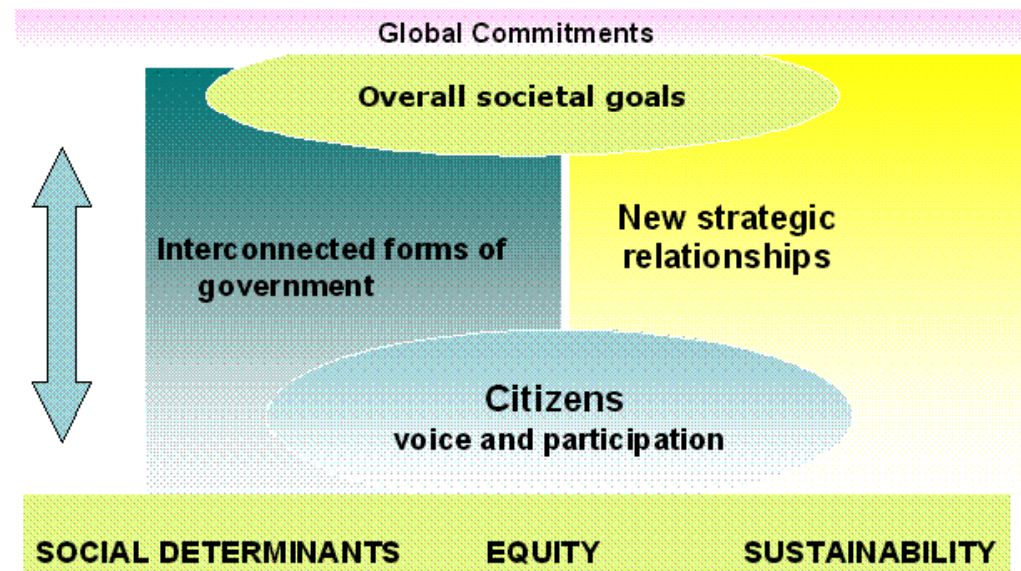 Global Commitments
Overall societal goals
Interconnected forms of
government
New strategic
relationships
Citizens
voice and participation
SOCIAL DETERMINANTS EQUITY SUSTAINABILITY